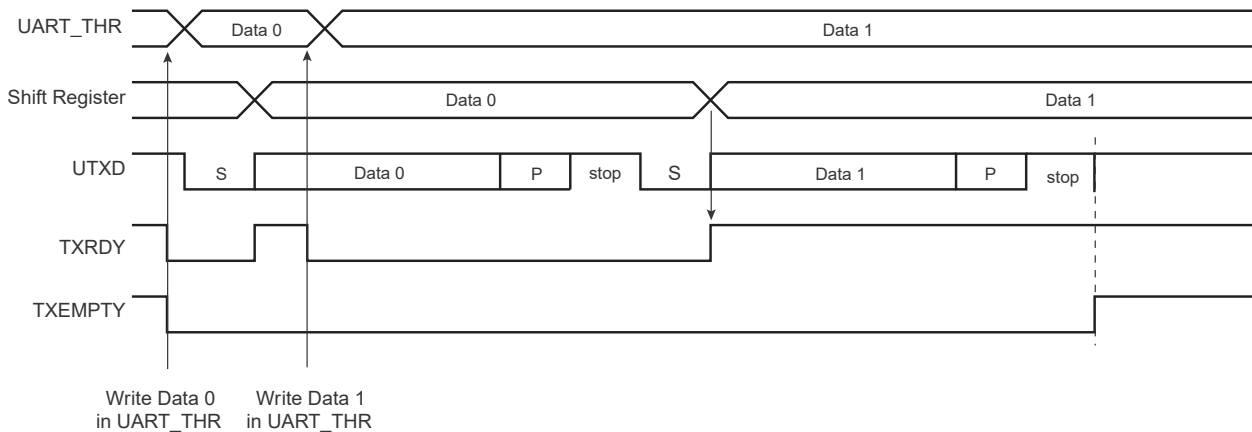 UART_THR Data 0 Data 1
Shift Register Data 0 Data 1
UTXD S Data 0 P stop S Data 1 P stop
TXRDY
TXEMPTY
Write Data 0 Write Data 1
in UART_THR in UART_THR